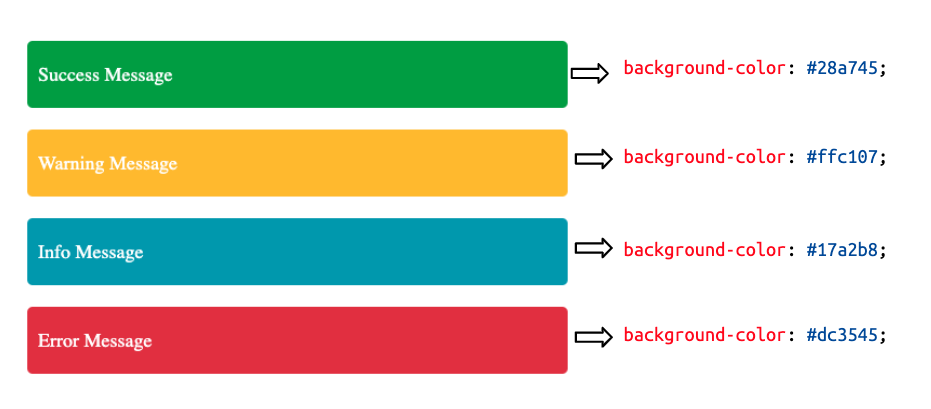 Success Message
background-color: #28a745;
Warning Message
background-color: #ffc107;
Info Message
background-color: #17a2b8;
Error Message
background-color: #dc3545;